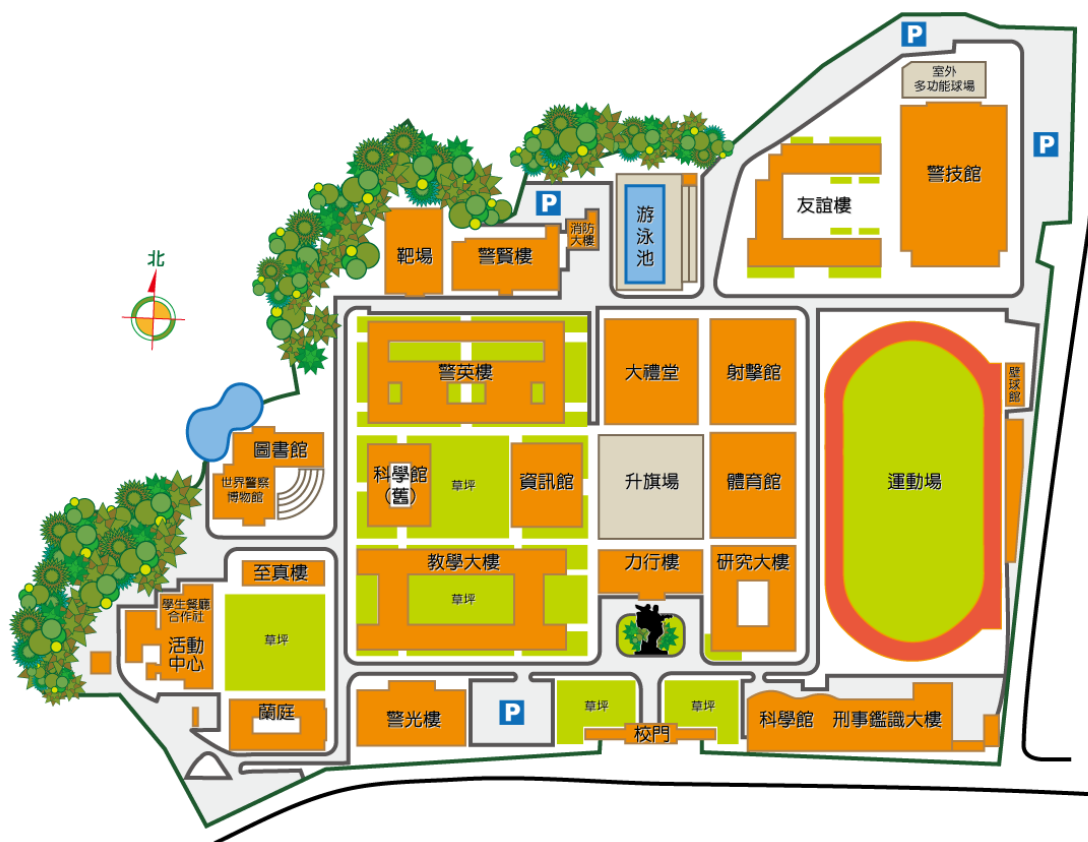 P
室外
多功能球場
P
警技館
友誼樓
P
消防
大樓
游
泳
池
靶場
警賢樓
北
警英樓
大禮堂
射擊館
壁
球
館
圖書館
世界警察
博物館
科學館
(舊)
草坪
資訊館
升旗場
體育館
運動場
教學大樓
草坪
力行樓
研究大樓
至真樓
學生餐廳
合作社
活動
中心
草坪
蘭庭
警光樓
P
草坪
校門
草坪
科學館
刑事鑑識大樓